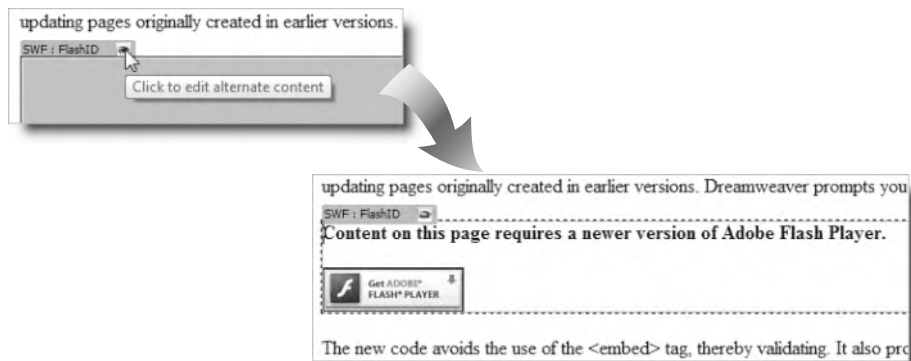 updating pages originally created in earlier versions.
SWF : FlashID
Click to edit alternate content
updating pages originally created in earlier versions. Dreamweaver prompts you
SWF : FlashID
Content on this page requires a newer version of Adobe Flash Player.
Get ADOBE®
FLASH® PLAYER
The new code avoids the use of the <embed> tag, thereby validating. It also pro